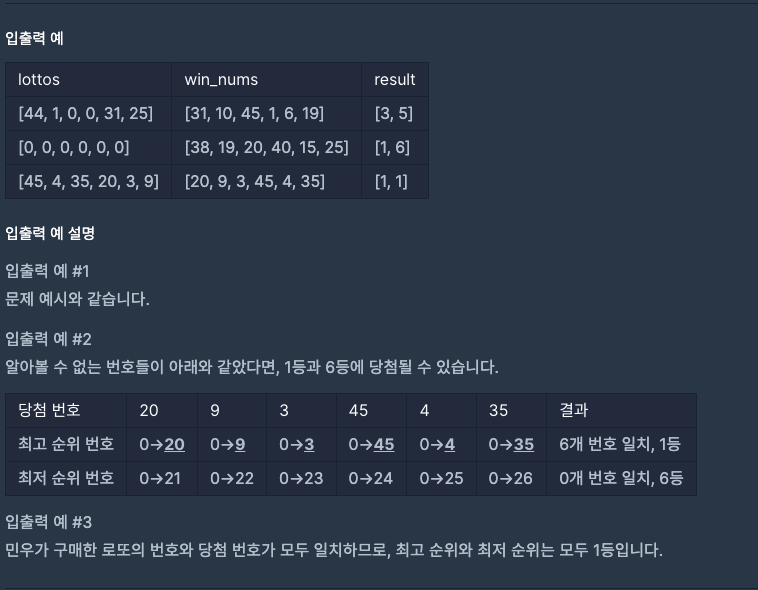 입출력 예
lottos win_nums result
[44, 1, 0, 0, 31, 25] [31, 10, 45, 1, 6, 19] [3, 5]
[0, 0, 0, 0, 0, 0] [38, 19, 20, 40, 15, 25] [1, 6]
[45, 4, 35, 20, 3, 9] [20, 9, 3, 45, 4, 35] [1, 1]
입출력 예 설명
입출력 예 #1
문제 예시와 같습니다.
입출력 예 #2
알아볼 수 없는 번호들이 아래와 같았다면, 1등과 6등에 당첨될 수 있습니다.
당첨 번호 20 9 3 45 4 35 결과
최고 순위 번호 0→20 0→9 0→3 0→45 0→4 0→35 6개 번호 일치, 1등
최저 순위 번호 0→21 0→22 0→23 0→24 0→25 0→26 0개 번호 일치, 6등
입출력 예 #3
민우가 구매한 로또의 번호와 당첨 번호가 모두 일치하므로, 최고 순위와 최저 순위는 모두 1등입니다.